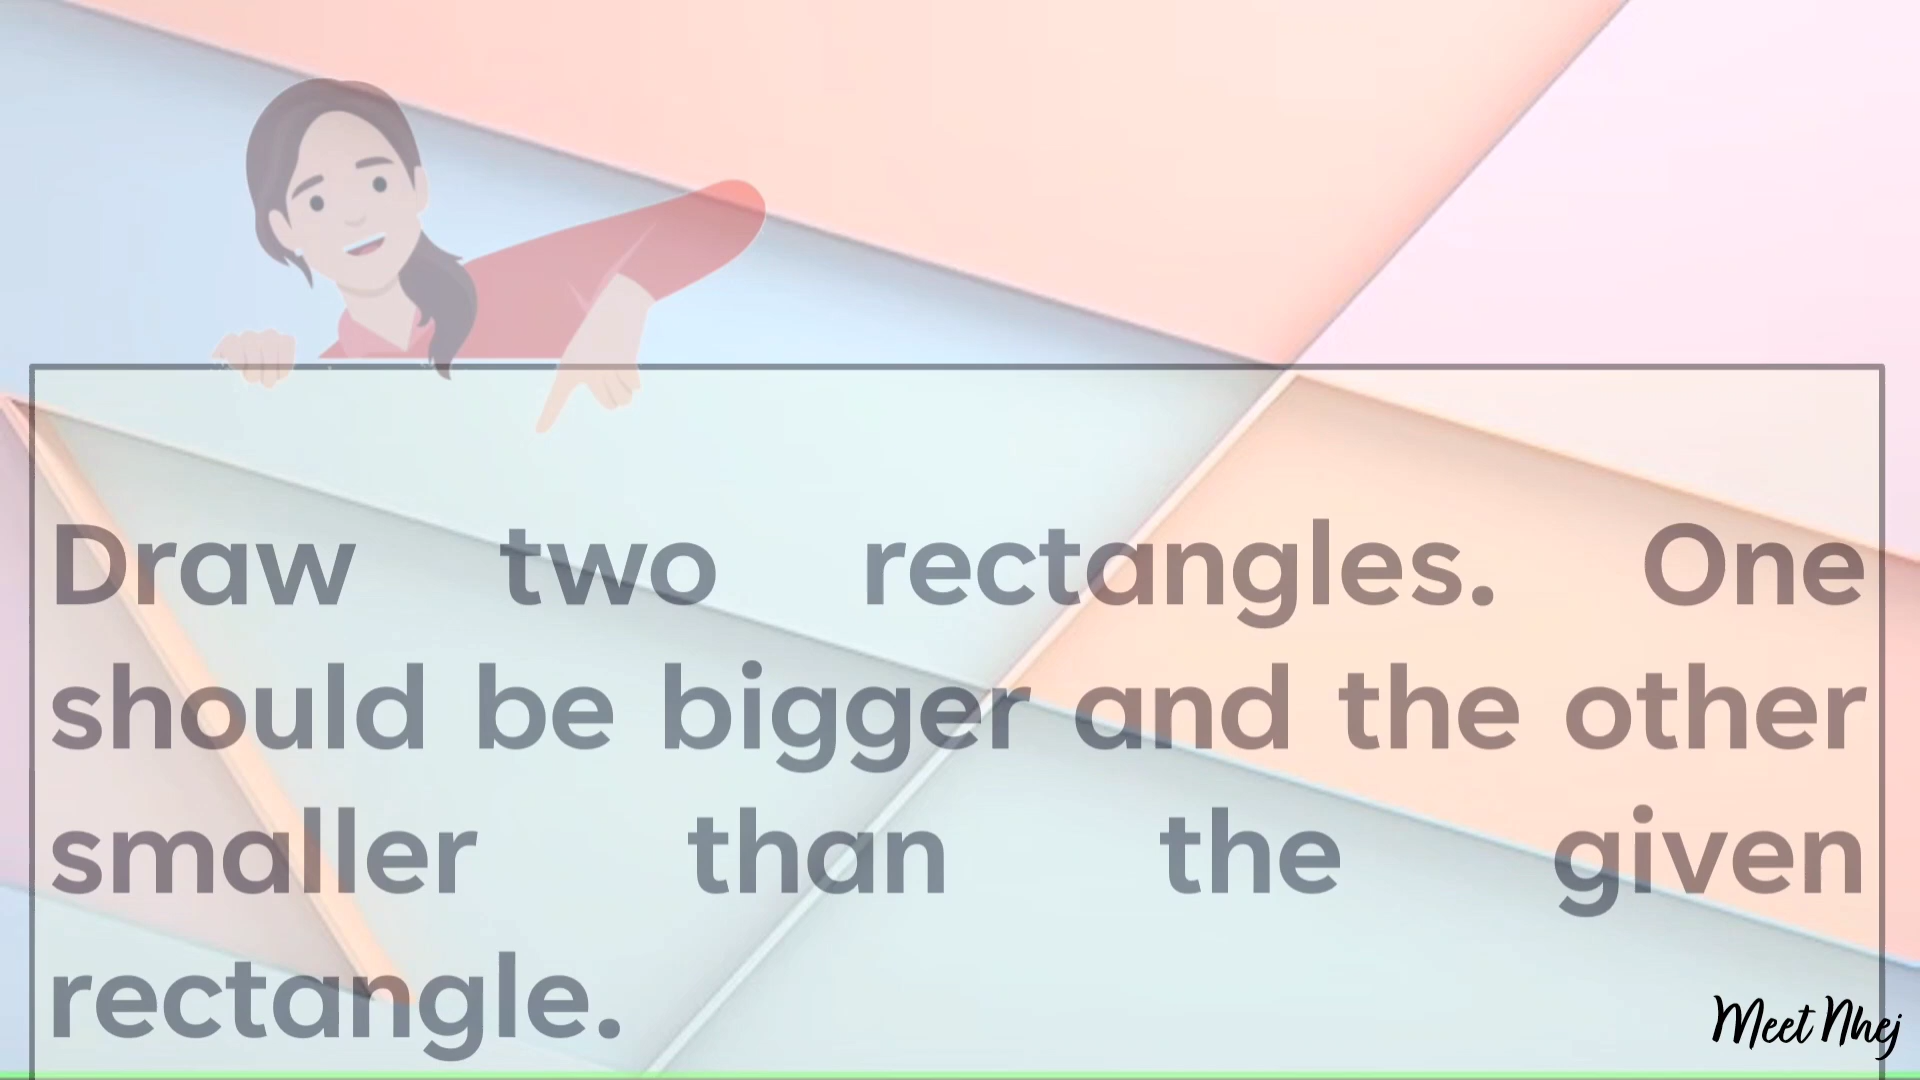 Draw two rectangles. One
should be bigger and the other
smaller than the given
rectangle.
Meet Nhej